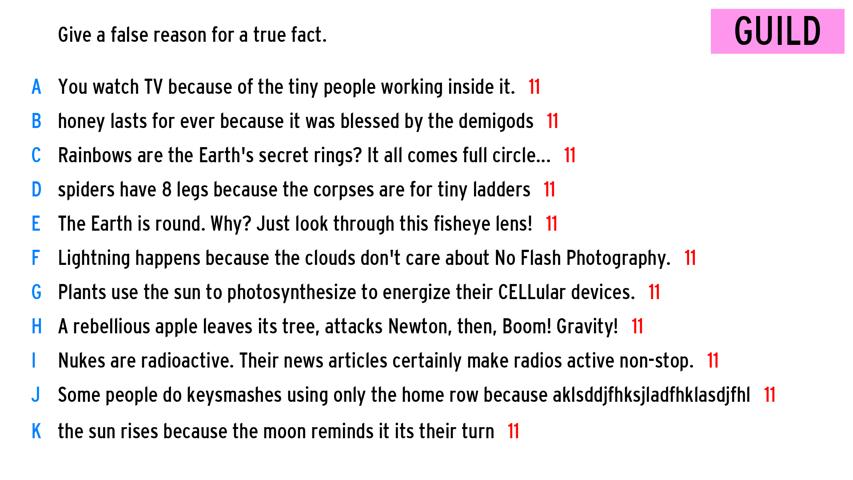 Give a false reason for a true fact.
GUILD
A You watch TV because of the tiny people working inside it. 11
B honey lasts for ever because it was blessed by the demigods 11
C Rainbows are the Earth's secret rings? It all comes full circle... 11
D spiders have 8 legs because the corpses are for tiny ladders 11
E The Earth is round. Why? Just look through this fisheye lens! 11
F Lightning happens because the clouds don't care about No Flash Photography. 11
G Plants use the sun to photosynthesize to energize their CELLular devices. 11
H A rebellious apple leaves its tree, attacks Newton, then, Boom! Gravity! 11
I Nukes are radioactive. Their news articles certainly make radios active non-stop. 11
J Some people do keysmashes using only the home row because aklsddjfhksjladfhklasdjfhl 11
K the sun rises because the moon reminds it its their turn 11